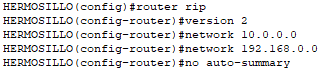 HERMOSILLO(config)#router rip
HERMOSILLO(config-router)#version 2
HERMOSILLO(config-router)#network 10.0.0.0
HERMOSILLO(config-router)#network 192.168.0.0
HERMOSILLO(config-router)#no auto-summary